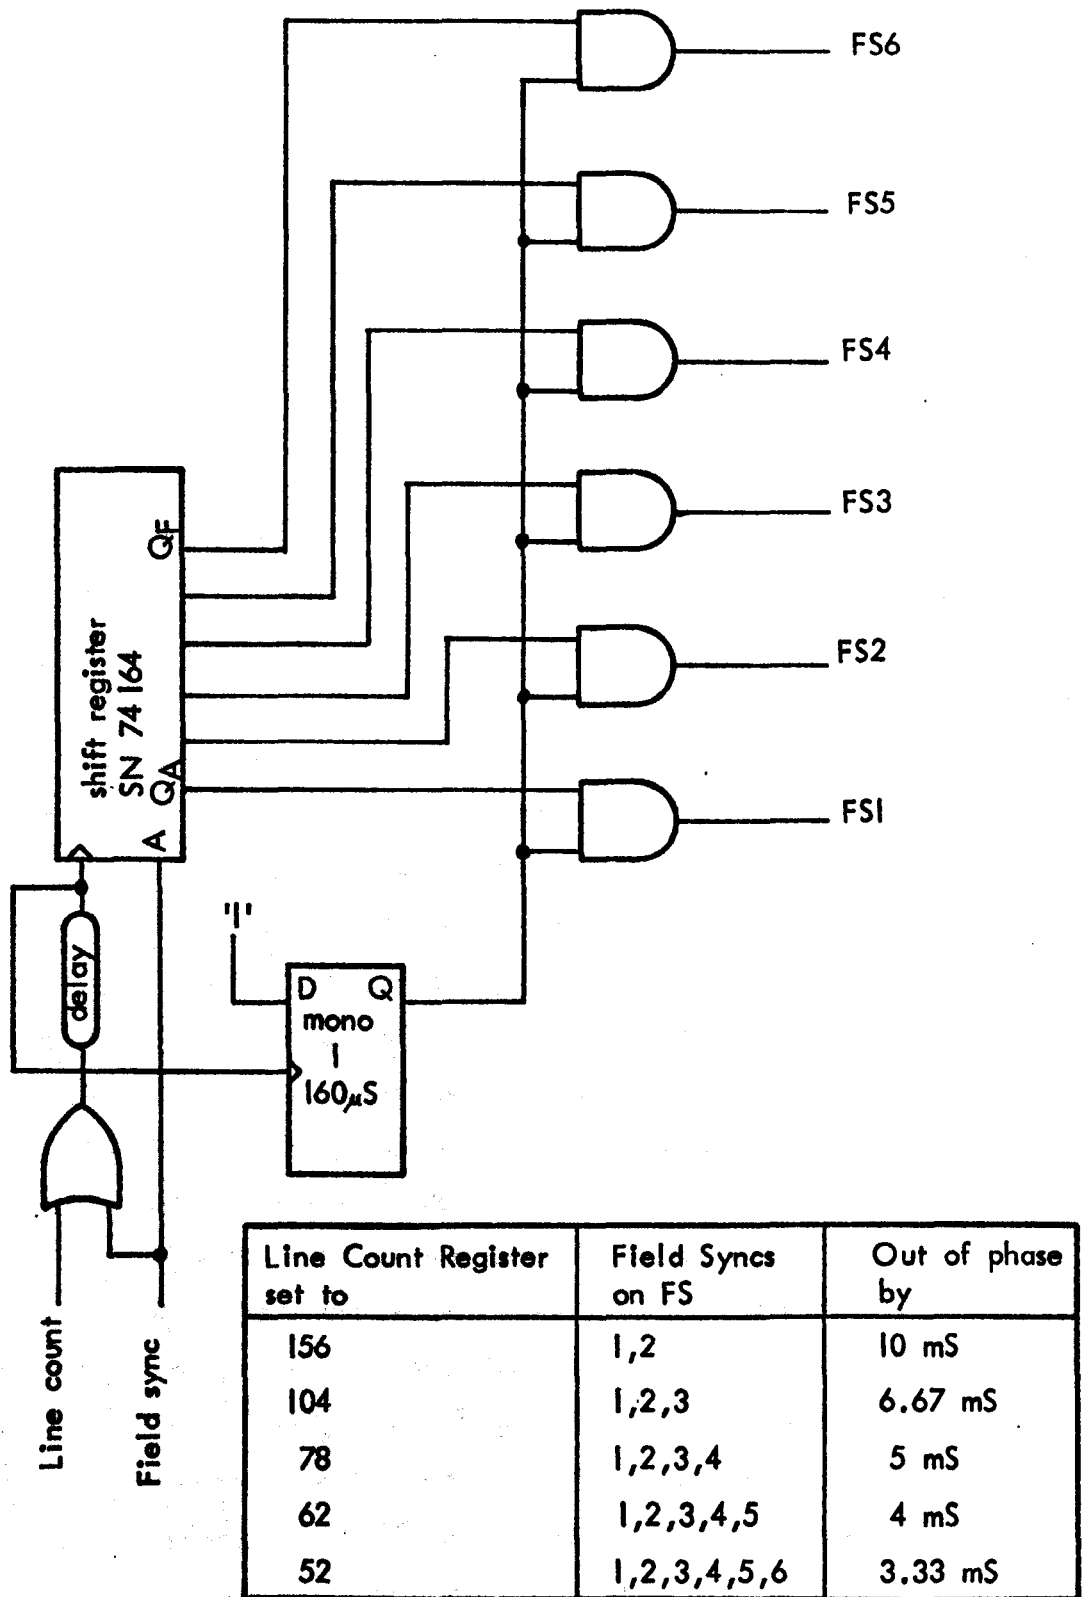 FS6
FS5
FS4
FS3
FS2
FS1
QF
shift register
SN 74164
QA
A
delay
"1"
D Q
mono
1
160µS
Line count
Field sync
Line Count Register set to
Field Syncs on FS
Out of phase by
156 1,2 10 mS
104 1,2,3 6.67 mS
78 1,2,3,4 5 mS
62 1,2,3,4,5 4 mS
52 1,2,3,4,5,6 3.33 mS